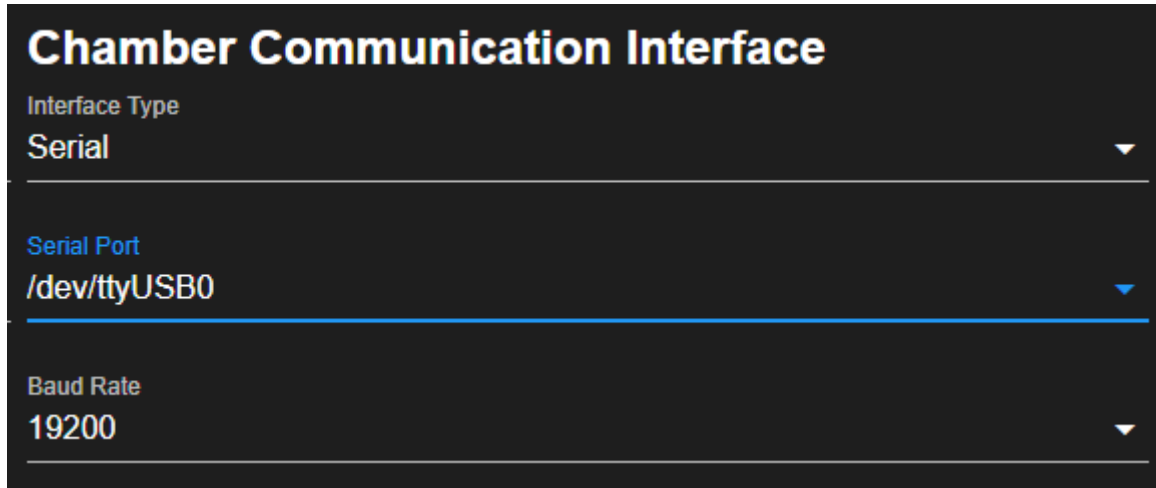 Chamber Communication Interface
Interface Type
Serial
Serial Port
/dev/ttyUSB0
Baud Rate
19200